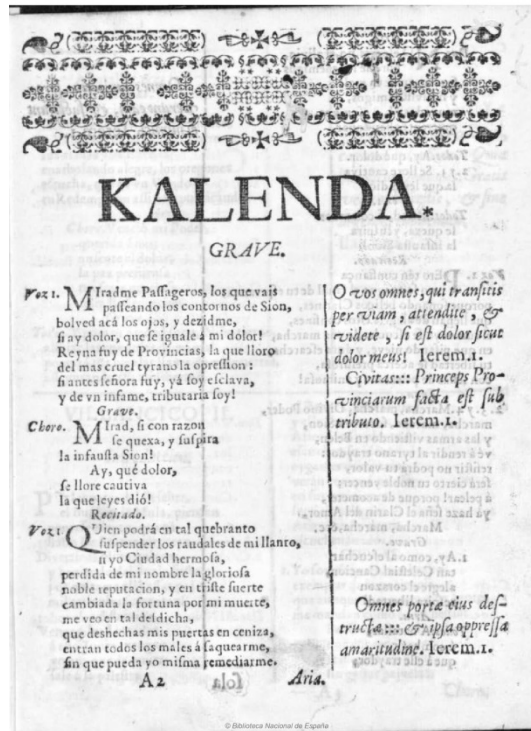 KALENDA.
GRAVE.
Voz 1. MIradme Passageros, los que vais
passeando los contornos de Sion,
bolved acá los ojos, y dezidme,
si ay dolor, que se iguale á mi dolor!
Reyna fuy de Provincias, la que lloro
del mas cruel tyrano la opression:
si antes señora fuy, yá soy esclava,
y de vn infame, tributaria soy!
Grave.
Choro. MIrad, si con razon
se quexa, y suspira
la infausta Sion!
Ay, qué dolor,
se llore cautiva
la que leyes dió!
Recitado.
Voz 1. QUien podrá en tal quebranto
suspender los raudales de mi llanto,
si yo Ciudad hermosa,
perdida de mi nombre la gloriosa
noble reputacion, y en triste suerte
cambiada la fortuna por mi muerte,
me veo en tal desdicha,
que deshechas mis puertas en ceniza,
entran todos los males á saquearme,
sin que pueda yo misma remediarme.
O vos omnes, qui transitis
per viam, attendite, &
videte, si est dolor sicut
dolor meus! Ierem.1.
Civitas::: Princeps Pro-
vinciarum facta est sub
tributo. Ierem.1.
Omnes portæ eius des-
tructæ:::: & ipsa oppressa
amaritudine. Ierem.1.
A2
Aria.
© Biblioteca Nacional de España